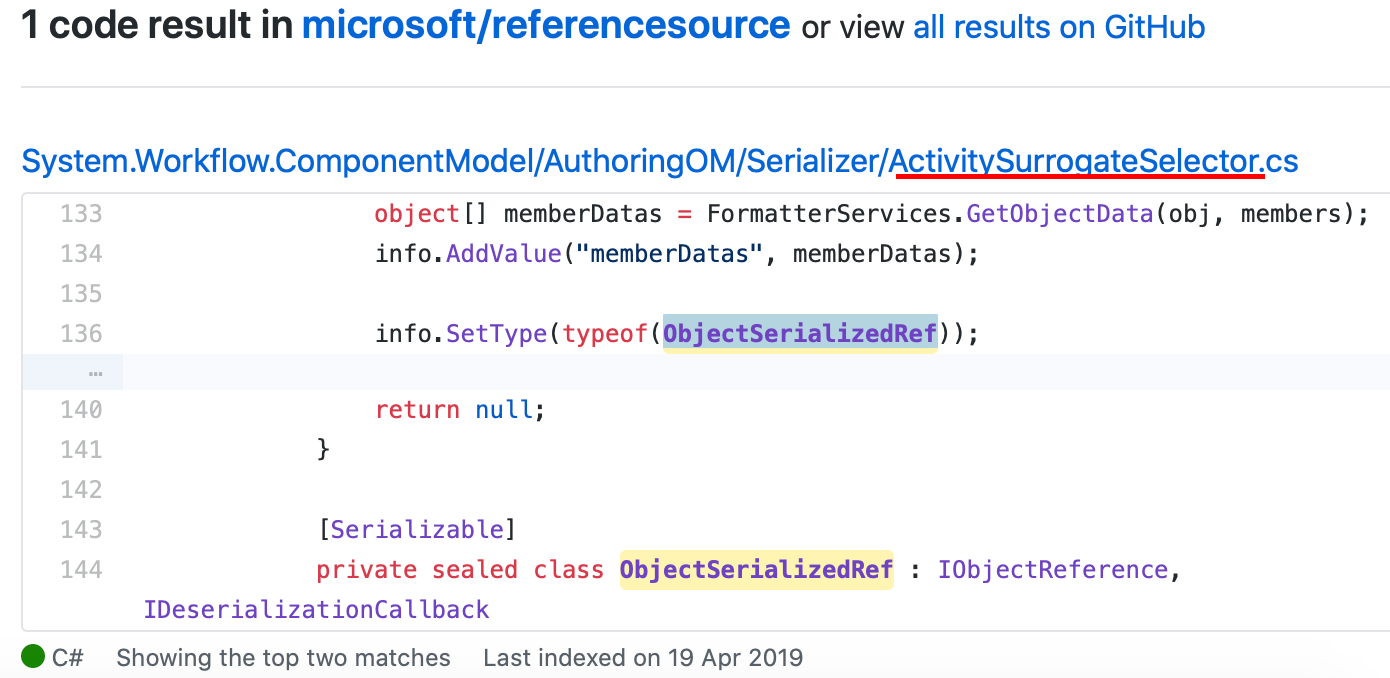 1 code result in microsoft/referencesource or view all results on GitHub
System.Workflow.ComponentModel/AuthoringOM/Serializer/ActivitySurrogateSelector.cs
133 object[] memberDatas = FormatterServices.GetObjectData(obj, members);
134 info.AddValue("memberDatas", memberDatas);
135
136 info.SetType(typeof(ObjectSerializedRef));
…
140 return null;
141 }
142
143 [Serializable]
144 private sealed class ObjectSerializedRef : IObjectReference,
IDeserializationCallback
C# Showing the top two matches Last indexed on 19 Apr 2019